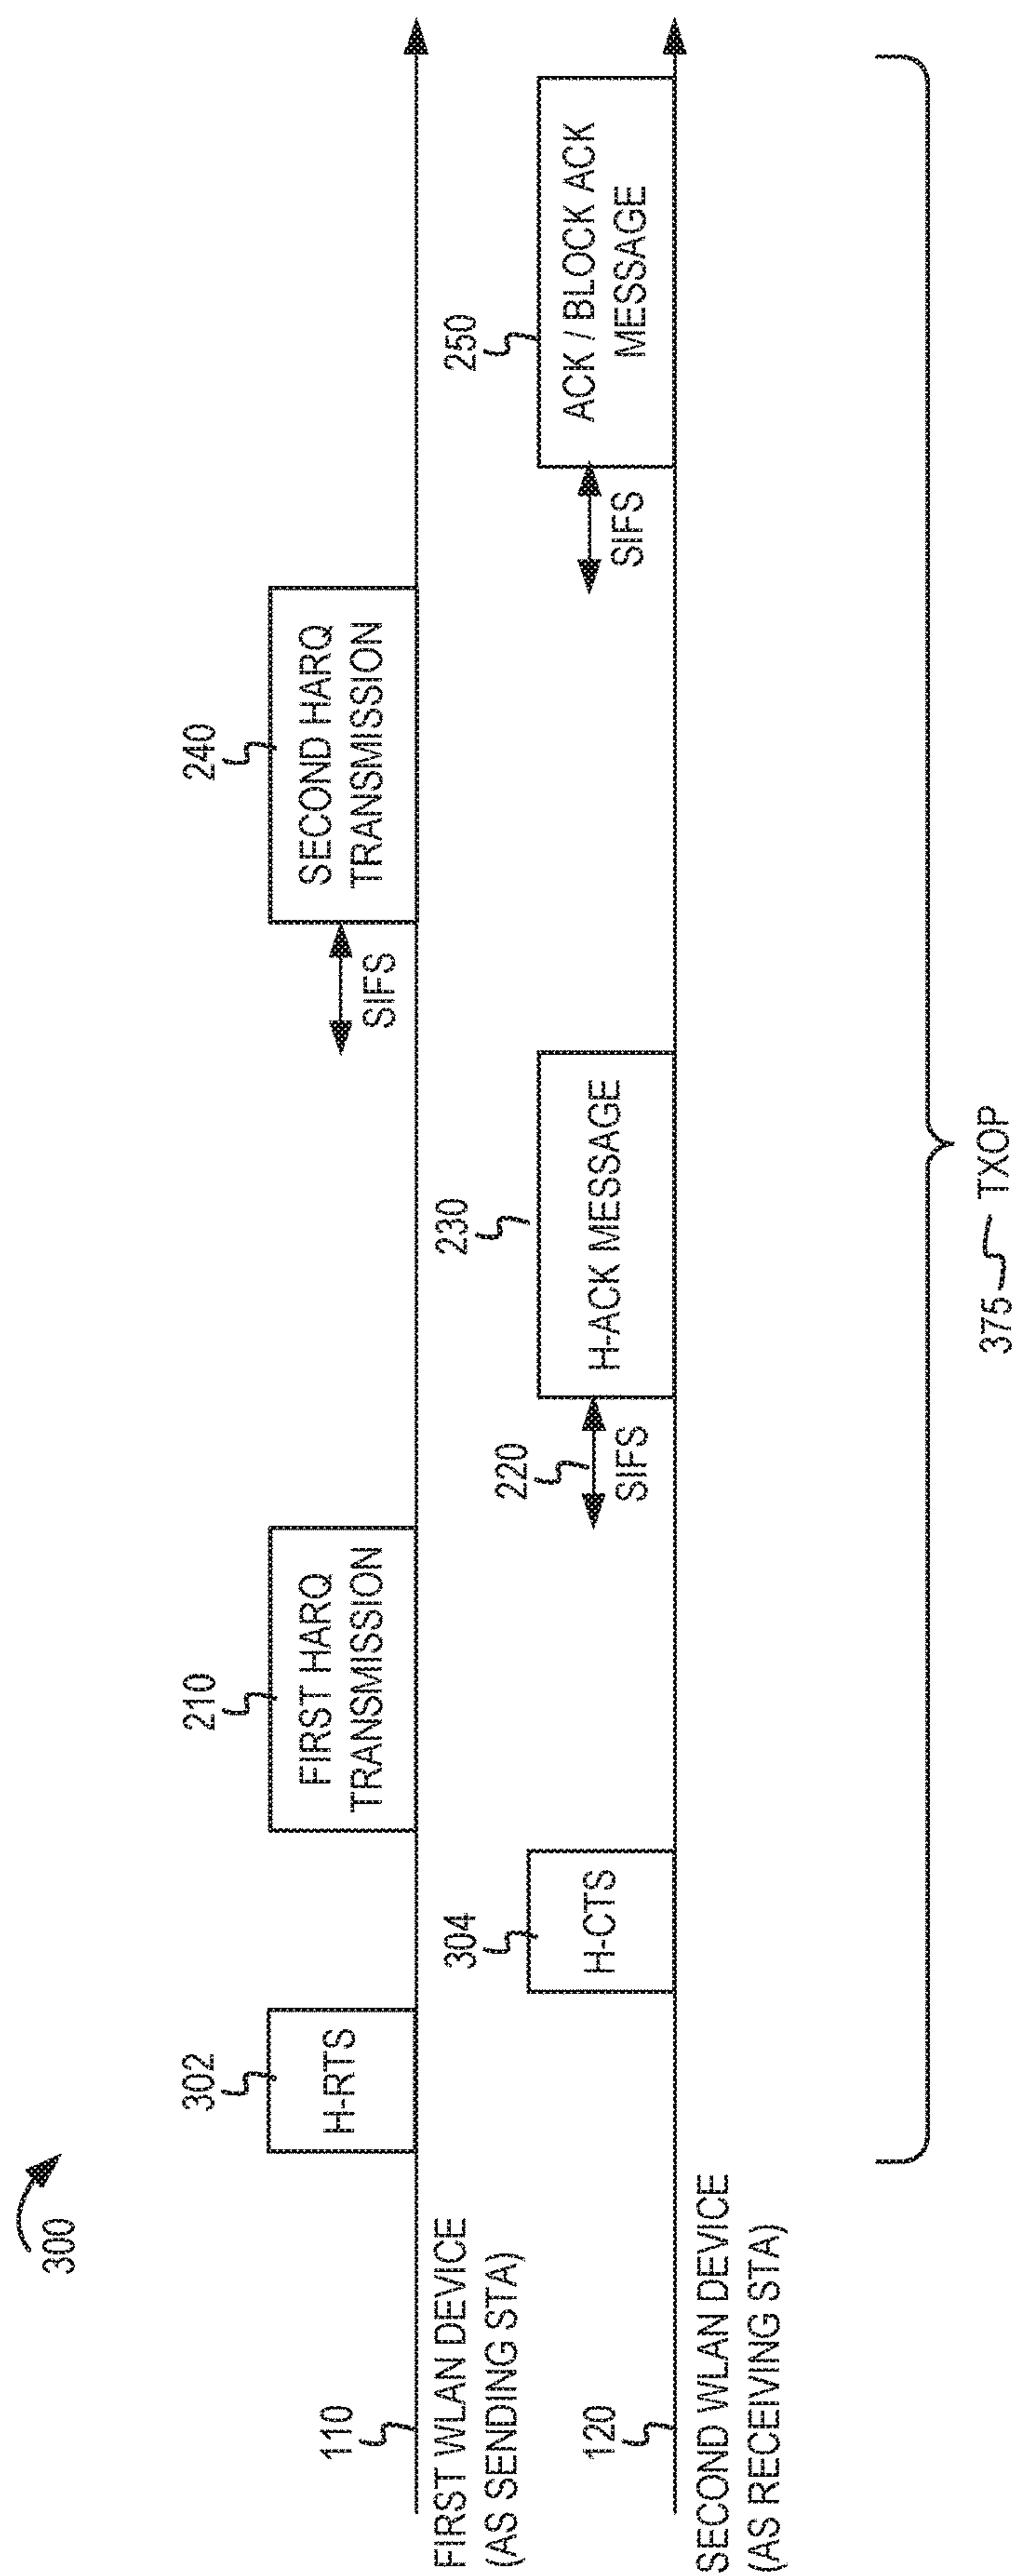 300
302
H-RTS
210
FIRST HARQ
TRANSMISSION
SIFS
240
SECOND HARQ
TRANSMISSION
110
FIRST WLAN DEVICE
(AS SENDING STA)
304
H-CTS
220
SIFS
230
H-ACK MESSAGE
SIFS
250
ACK / BLOCK ACK
MESSAGE
120
SECOND WLAN DEVICE
(AS RECEIVING STA)
375 TXOP